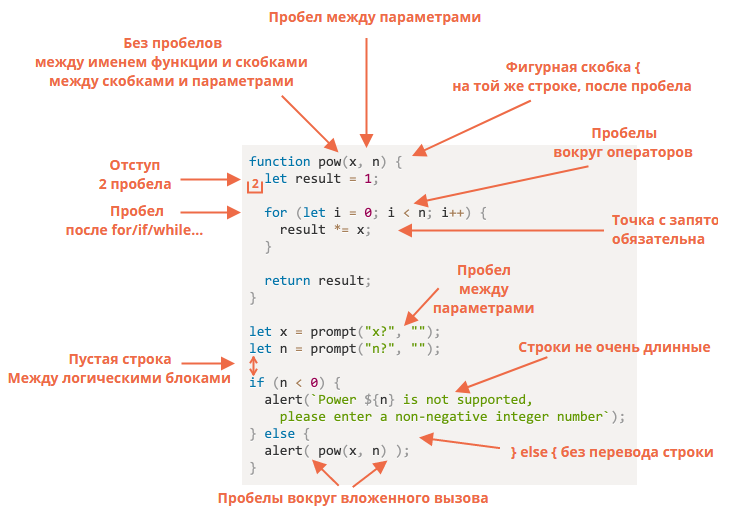 Пробел между параметрами
Без пробелов
между именем функции и скобками
между скобками и параметрами
Фигурная скобка {
на той же строке, после пробела
Пробелы
вокруг операторов
Отступ
2 пробела
Пробел
после for/if/while...
function pow(x, n) {
2
let result = 1;
for (let i = 0; i < n; i++) {
result *= x;
}
return result;
}
Точка с запято
обязательна
Пробел
между
параметрами
let x = prompt("x?", "");
let n = prompt("n?", "");
Пустая строка
Между логическими блоками
Строки не очень длинные
if (n < 0) {
alert(`Power ${n} is not supported,
please enter a non-negative integer number`);
} else {
alert( pow(x, n) );
}
} else { без перевода строки
Пробелы вокруг вложенного вызова